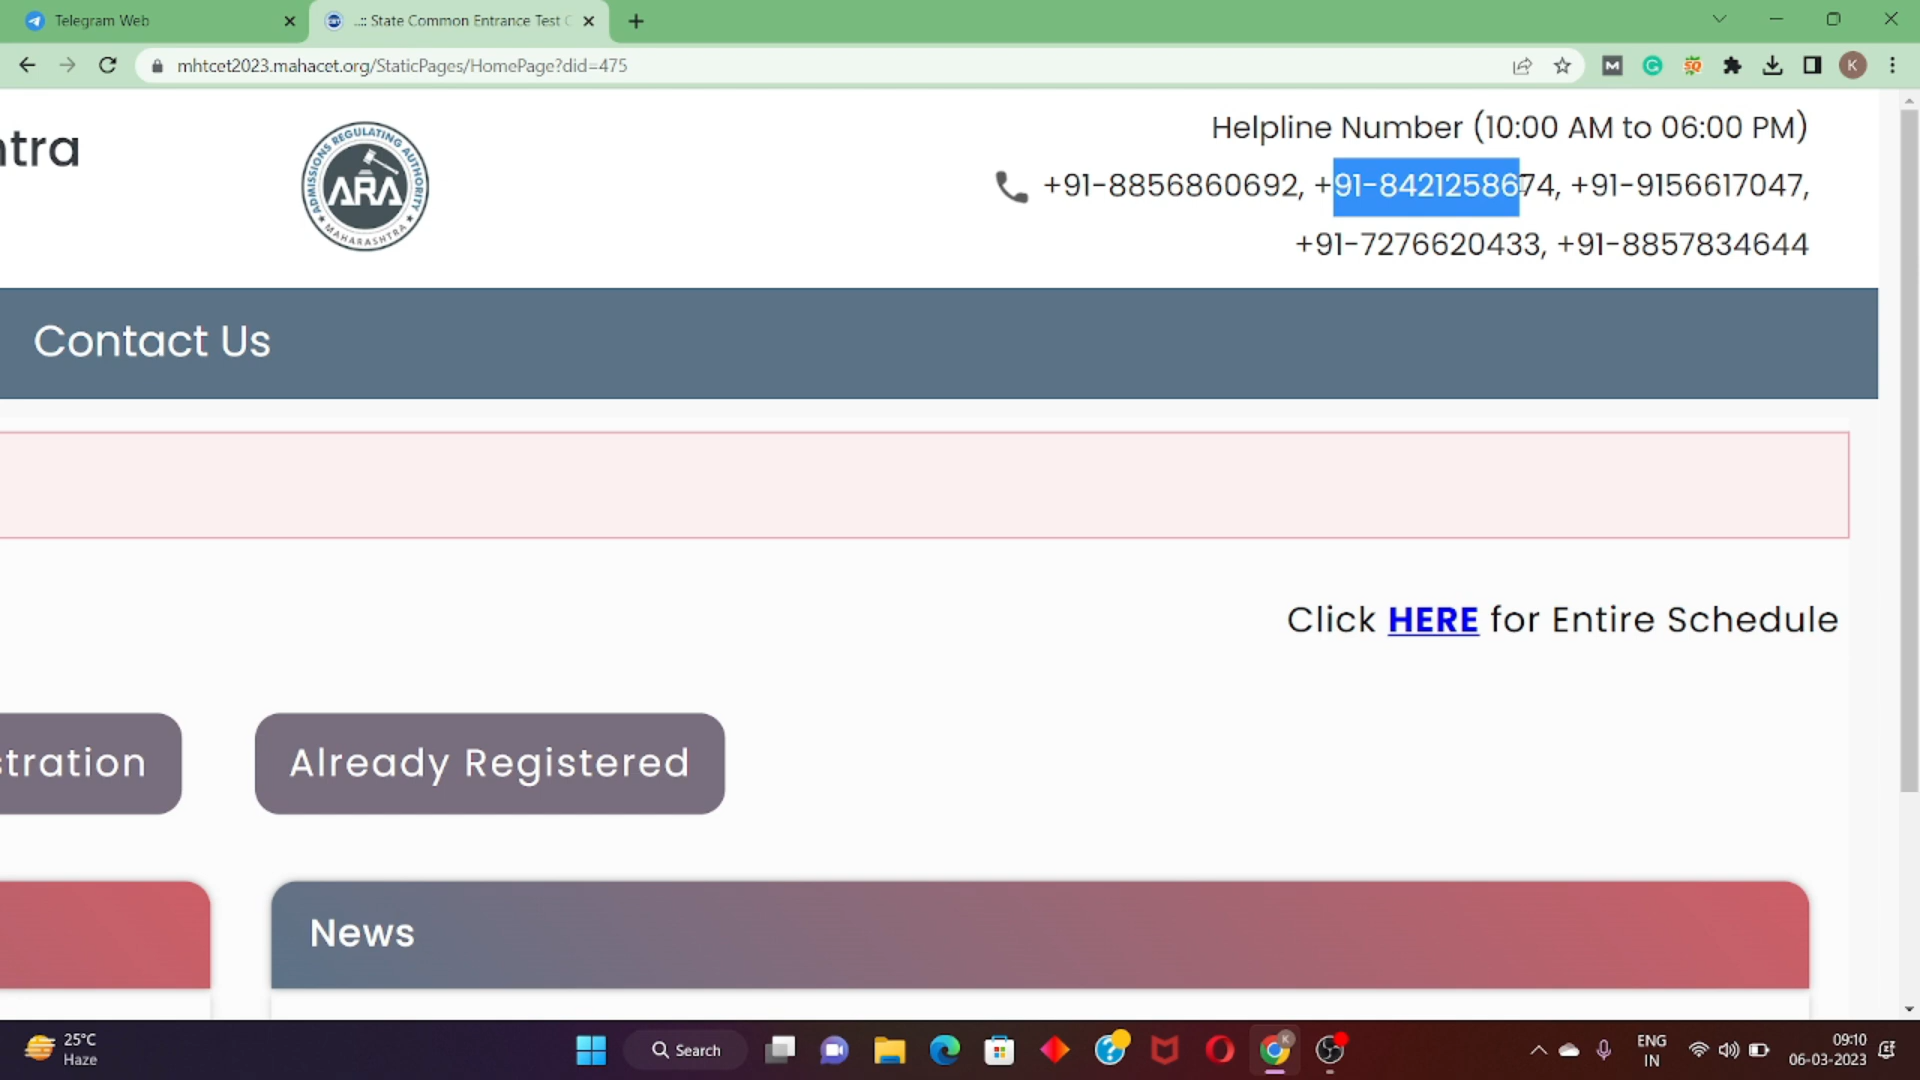 Telegram Web
..:: State Common Entrance Test C
mhtcet2023.mahacet.org/StaticPages/HomePage?did=475
K
ntra
ADMISSIONS REGULATING AUTHORITY
ARA
MAHARASHTRA
Helpline Number (10:00 AM to 06:00 PM)
+91-8856860692, +91-8421258674, +91-9156617047,
+91-7276620433, +91-8857834644
Contact Us
Click HERE for Entire Schedule
stration
Already Registered
News
25°C
Haze
Search
K
ENG
IN
09:10
06-03-2023